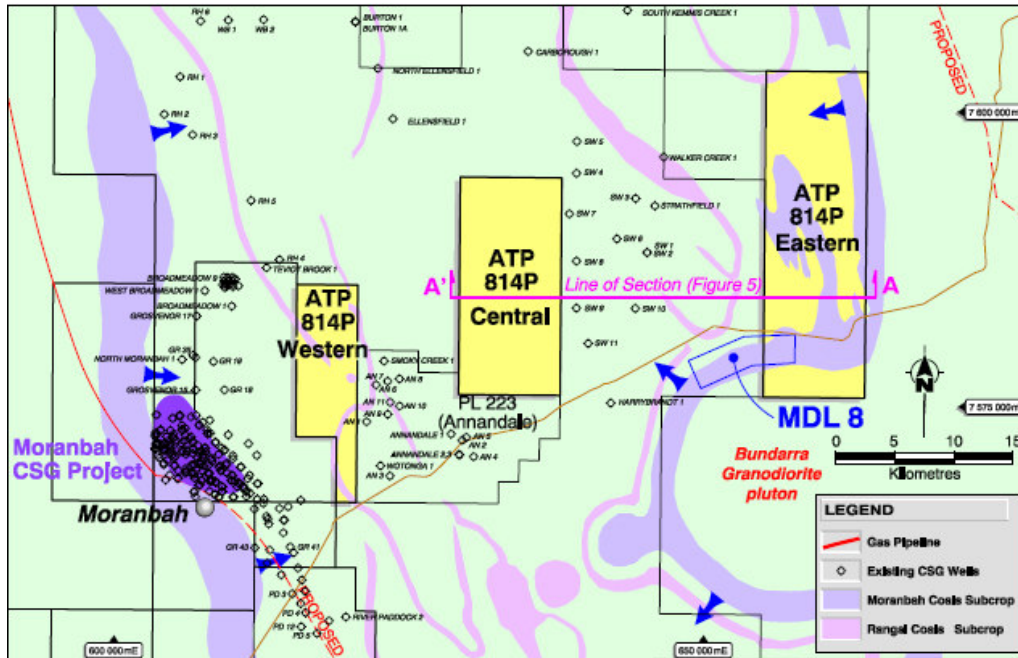 RH 6
WB 1
WB 2
BURTON 1
BURTON 1A
SOUTH KEMMIS CREEK 1
CARBOROUGH 1
NORTH ELLENSFIELD 1
PROPOSED
RH 1
RH 2
RH 3
ELLENSFIELD 1
7 600 000mE
SW 5
WALKER CREEK 1
SW 4
ATP
814P
Eastern
RH 5
SW 3
STRATHFIELD 1
SW 7
SW 6
SW 1
SW 2
RH 4
TEVIOT BROOK 1
SW 8
BROADMEADOW 9
WEST BROADMEADOW 1
BROADMEADOW 1
GROSVENOR 17
ATP
814P
Western
ATP
814P
Central
A'
Line of Section (Figure 5)
A
SW 9
SW 10
SW 11
NORTH MORANBAH 1
GR 19
SMOKY CREEK 1
AN 7
AN 8
AN 6
GROSVENOR 15
GR 18
AN 11
AN 10
AN 9
AN 1
PL 223
(Annandale)
HARRYBRANDT 1
MDL 8
7 575 000mE
ANNANDALE 1
AN 5
AN 2
AN 4
WOTONGA 1
AN 3
Moranbah
CSG Project
Bundarra
Granodiorite
pluton
0 5 10 15
Kilometres
N
Moranbah
GR 43
GR 41
PD 3
PD 4
PD 12
PD 5
RIVER PADDOCK 2
PROPOSED
600 000mE
650 000mE
LEGEND
Gas Pipeline
Existing CSG Wells
Moranbah Coals Subcrop
Rangal Coals Subcrop